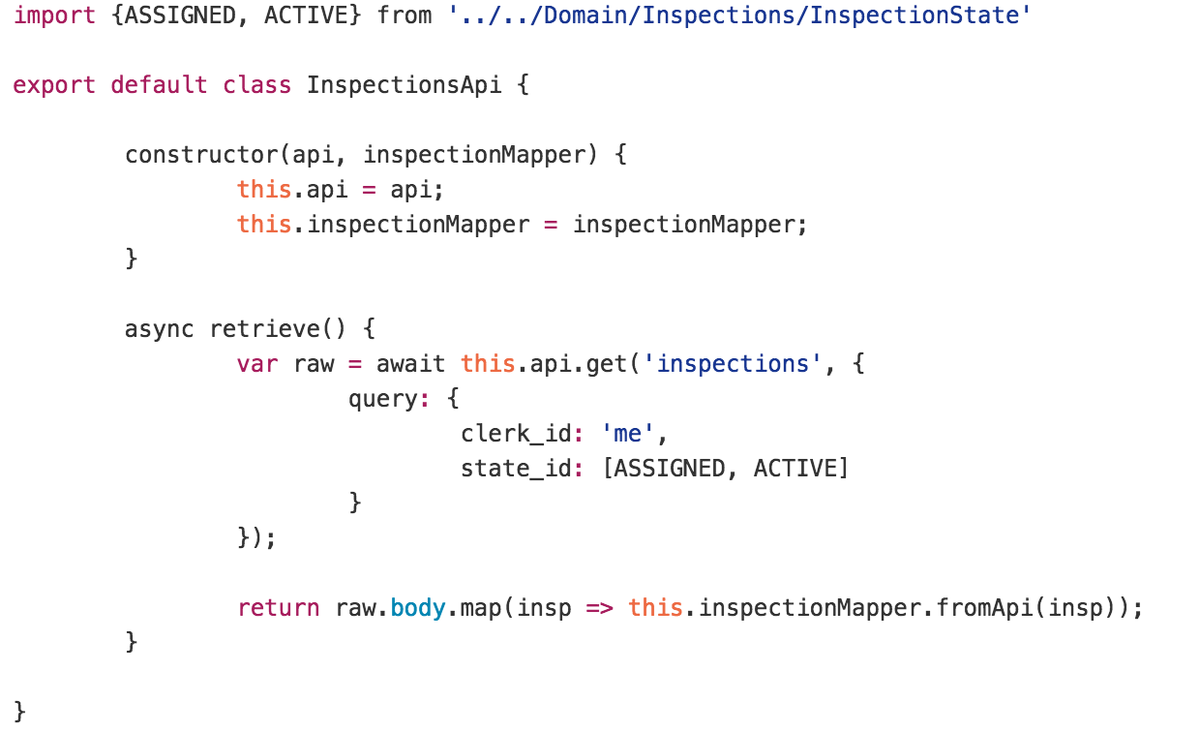 import {ASSIGNED, ACTIVE} from '../../Domain/Inspections/InspectionState'
export default class InspectionsApi {
constructor(api, inspectionMapper) {
this.api = api;
this.inspectionMapper = inspectionMapper;
}
async retrieve() {
var raw = await this.api.get('inspections', {
query: {
clerk_id: 'me',
state_id: [ASSIGNED, ACTIVE]
}
});
return raw.body.map(insp => this.inspectionMapper.fromApi(insp));
}
}